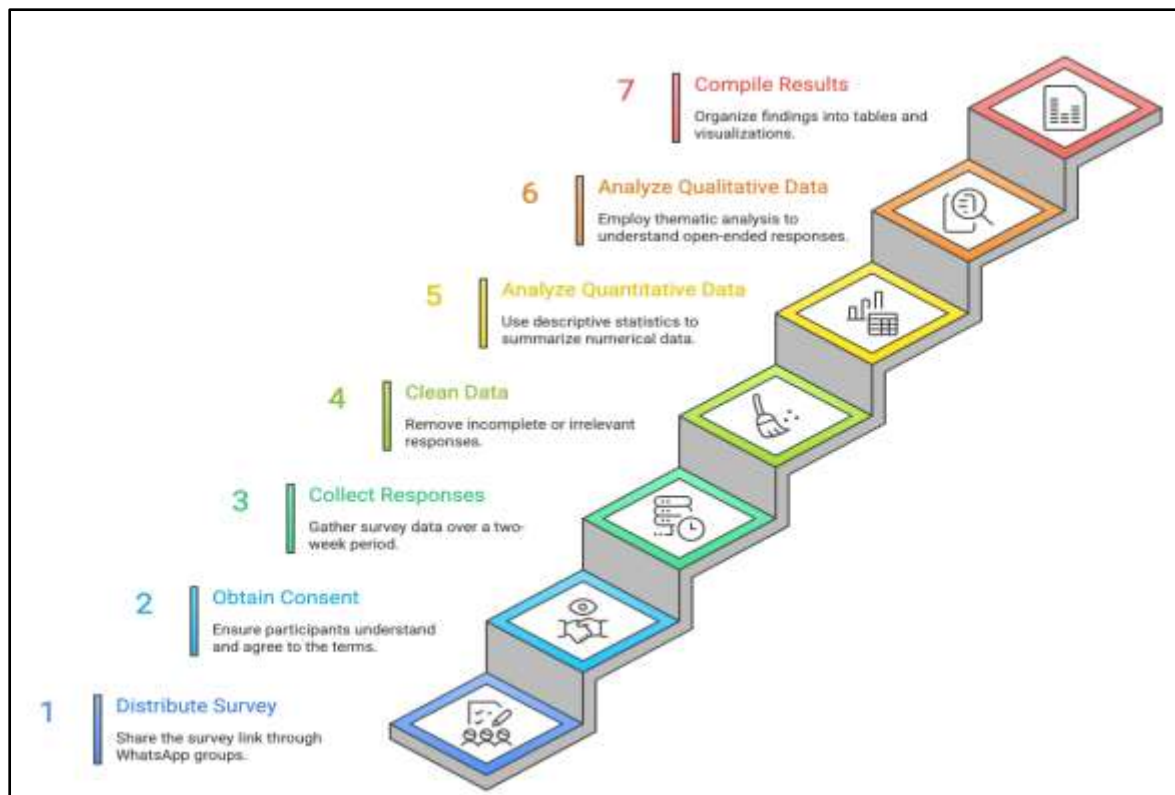 7
Compile Results
Organize findings into tables and
visualizations.
6
Analyze Qualitative Data
Employ thematic analysis to
understand open-ended responses.
5
Analyze Quantitative Data
Use descriptive statistics to
summarize numerical data.
4
Clean Data
Remove incomplete or irrelevant
responses.
3
Collect Responses
Gather survey data over a two-
week period.
2
Obtain Consent
Ensure participants understand
and agree to the terms.
1
Distribute Survey
Share the survey link through
WhatsApp groups.